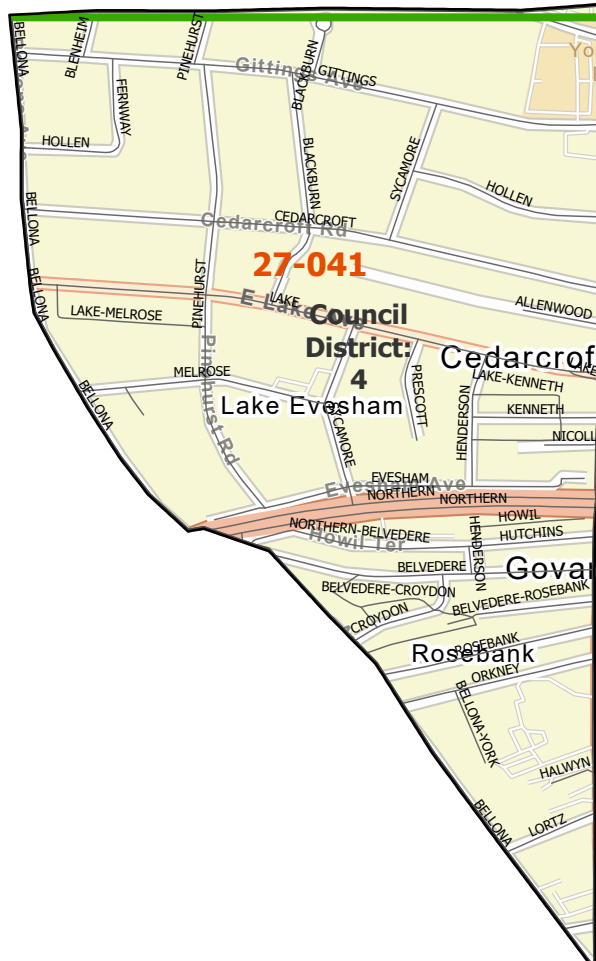 BELLONA
BLENHEIM
PINEHURST
BLACKBURN
Gittings Ave
GITTINGS
Yo
FERNWAY
HOLLEN
BLACKBURN
SYCAMORE
HOLLEN
BELLONA
CEDARCROFT
Cedarcroft Rd
27-041
BELLONA
PINEHURST
LAKE
E Lake Ave
ALLENWOOD
LAKE-MELROSE
Council
District:
4
Cedarcrof
MELROSE
PRESCOTT
LAKE-KENNETH
BELLONA
Pinehurst Rd
Lake Evesham
SYCAMORE
HENDERSON
KENNETH
NICOLL
EVESHAM
Evesham Ave
NORTHERN
NORTHERN
HOWIL
NORTHERN-BELVEDERE
Howil Ter
HENDERSON
HUTCHINS
BELVEDERE
Govan
BELVEDERE-CROYDON
BELVEDERE-ROSEBANK
CROYDON
ROSEBANK
Rosebank
ORKNEY
BELLONA-YORK
HALWYN
BELLONA
LORTZ